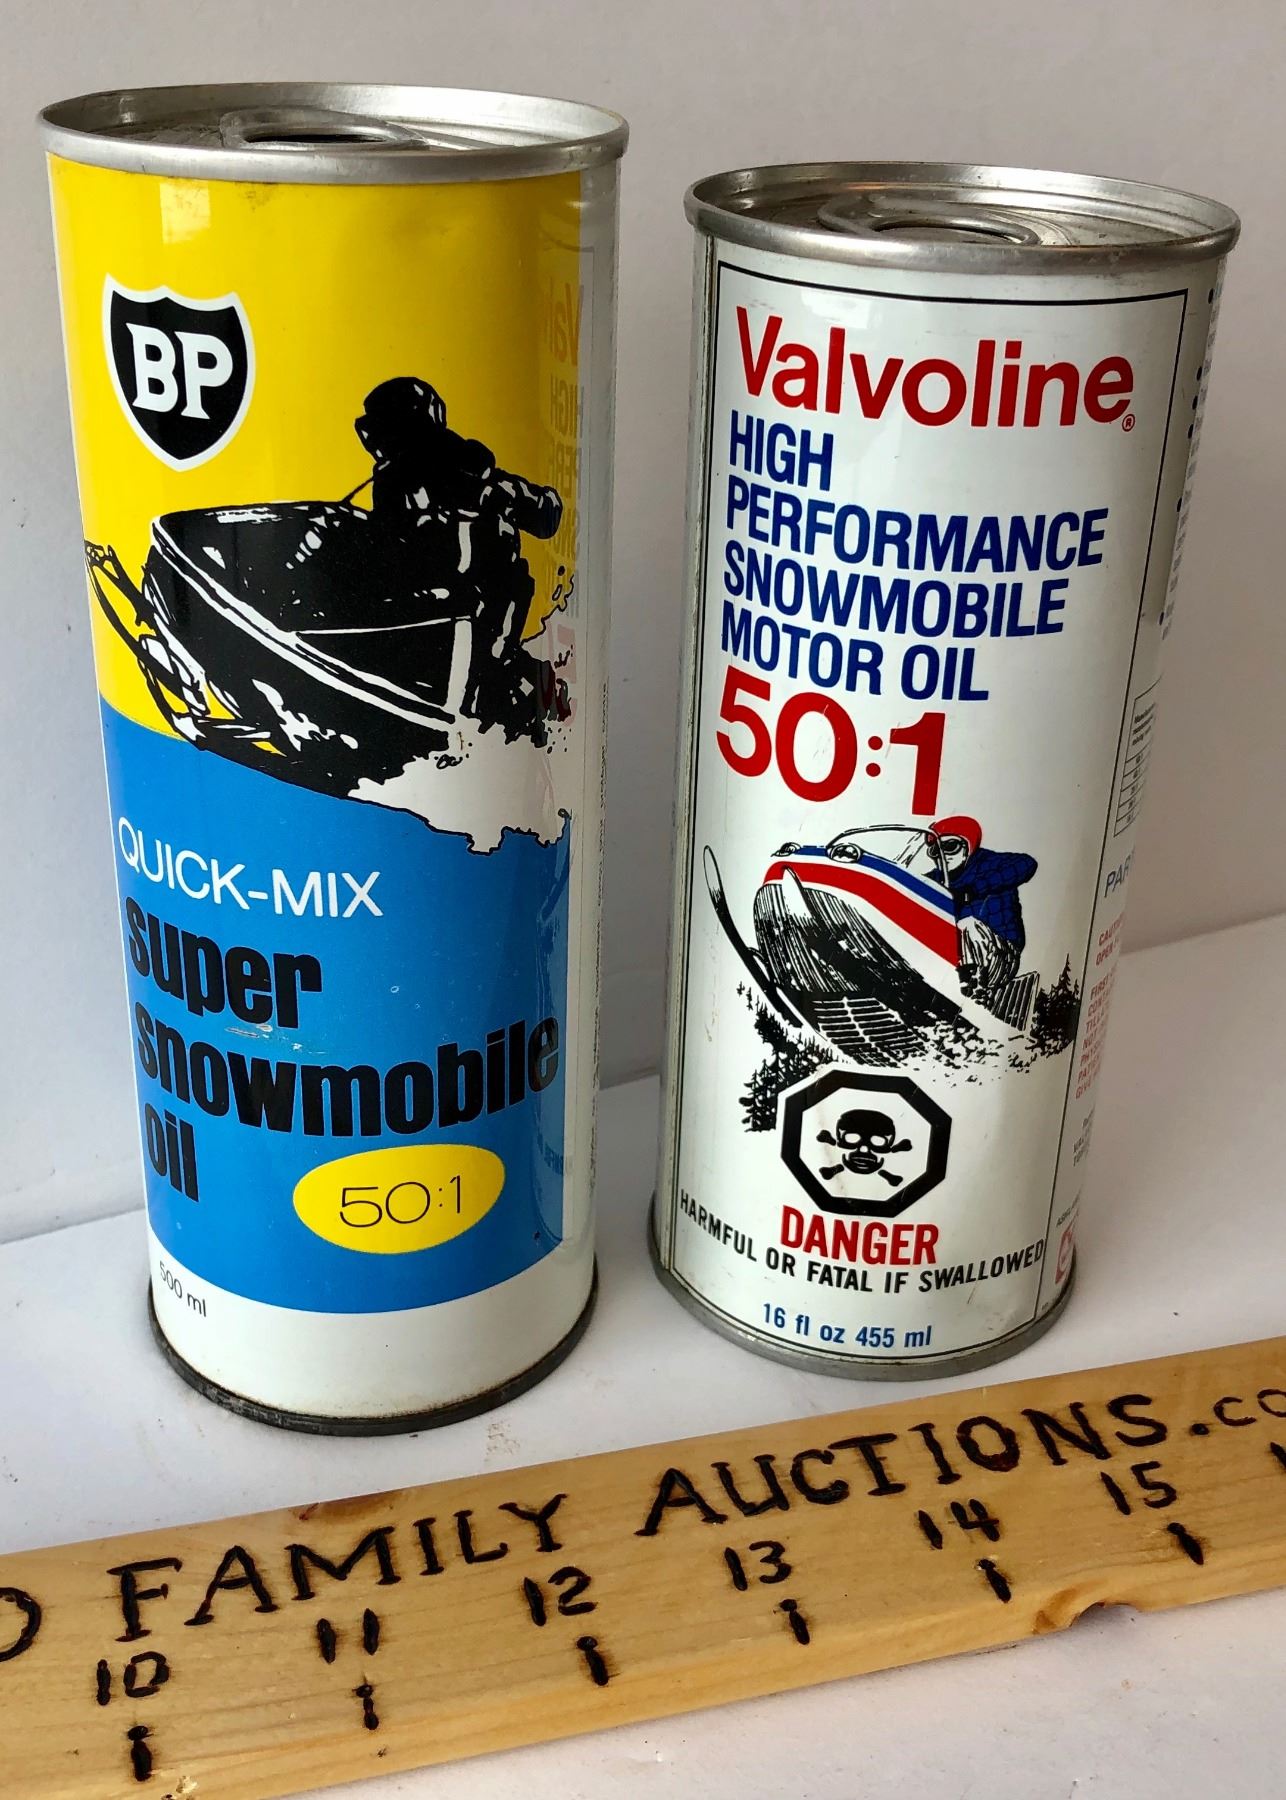 BP
QUICK-MIX
super
snowmobile
oil
50:1
500 ml
Valvoline®
HIGH
PERFORMANCE
SNOWMOBILE
MOTOR OIL
50:1
DANGER
HARMFUL OR FATAL IF SWALLOWED
16 fl oz 455 ml
FAMILY AUCTIONS.co
10 11 12 13 14 15